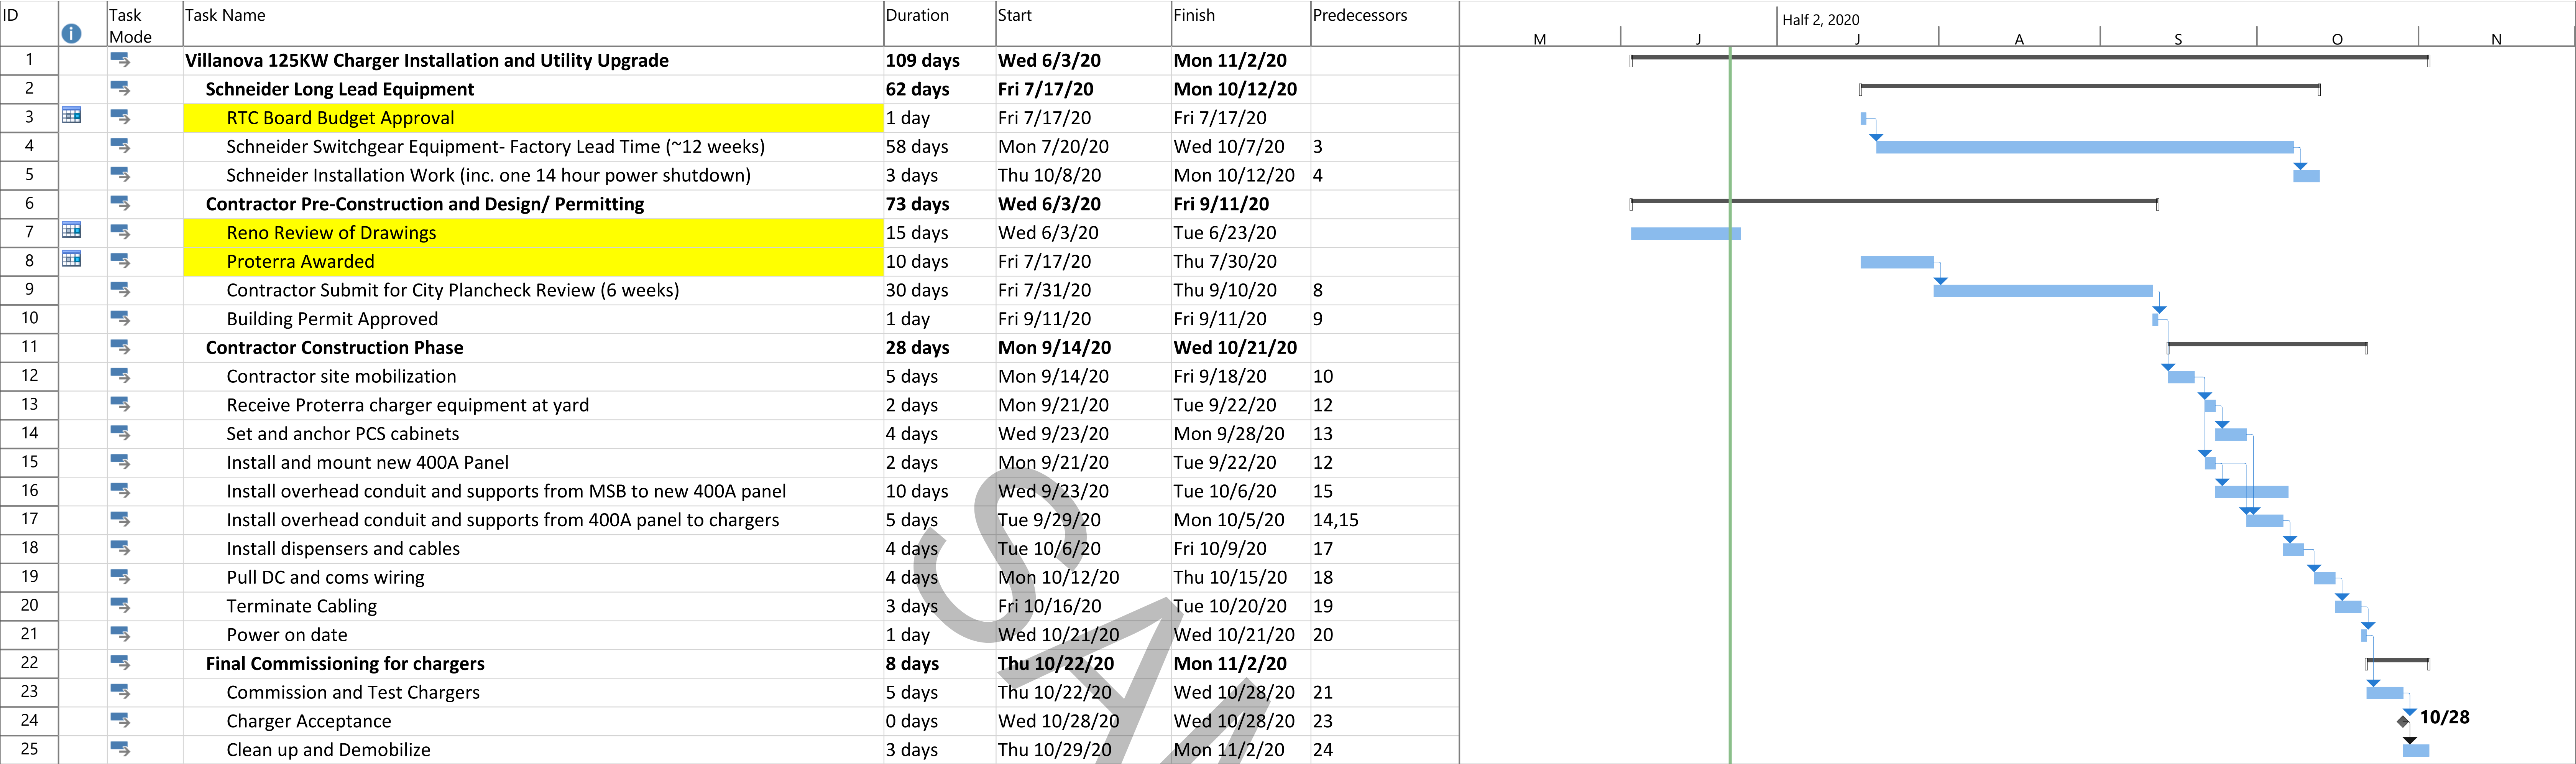 ID Task Mode Task Name Duration Start Finish Predecessors
Half 2, 2020
M J J A S O N
1 Villanova 125KW Charger Installation and Utility Upgrade 109 days Wed 6/3/20 Mon 11/2/20
2 Schneider Long Lead Equipment 62 days Fri 7/17/20 Mon 10/12/20
3 RTC Board Budget Approval 1 day Fri 7/17/20 Fri 7/17/20
4 Schneider Switchgear Equipment- Factory Lead Time (~12 weeks) 58 days Mon 7/20/20 Wed 10/7/20 3
5 Schneider Installation Work (inc. one 14 hour power shutdown) 3 days Thu 10/8/20 Mon 10/12/20 4
6 Contractor Pre-Construction and Design/ Permitting 73 days Wed 6/3/20 Fri 9/11/20
7 Reno Review of Drawings 15 days Wed 6/3/20 Tue 6/23/20
8 Proterra Awarded 10 days Fri 7/17/20 Thu 7/30/20
9 Contractor Submit for City Plancheck Review (6 weeks) 30 days Fri 7/31/20 Thu 9/10/20 8
10 Building Permit Approved 1 day Fri 9/11/20 Fri 9/11/20 9
11 Contractor Construction Phase 28 days Mon 9/14/20 Wed 10/21/20
12 Contractor site mobilization 5 days Mon 9/14/20 Fri 9/18/20 10
13 Receive Proterra charger equipment at yard 2 days Mon 9/21/20 Tue 9/22/20 12
14 Set and anchor PCS cabinets 4 days Wed 9/23/20 Mon 9/28/20 13
15 Install and mount new 400A Panel 2 days Mon 9/21/20 Tue 9/22/20 12
16 Install overhead conduit and supports from MSB to new 400A panel 10 days Wed 9/23/20 Tue 10/6/20 15
17 Install overhead conduit and supports from 400A panel to chargers 5 days Tue 9/29/20 Mon 10/5/20 14,15
18 Install dispensers and cables 4 days Tue 10/6/20 Fri 10/9/20 17
19 Pull DC and coms wiring 4 days Mon 10/12/20 Thu 10/15/20 18
20 Terminate Cabling 3 days Fri 10/16/20 Tue 10/20/20 19
21 Power on date 1 day Wed 10/21/20 Wed 10/21/20 20
22 Final Commissioning for chargers 8 days Thu 10/22/20 Mon 11/2/20
23 Commission and Test Chargers 5 days Thu 10/22/20 Wed 10/28/20 21
24 Charger Acceptance 0 days Wed 10/28/20 Wed 10/28/20 23 10/28
25 Clean up and Demobilize 3 days Thu 10/29/20 Mon 11/2/20 24